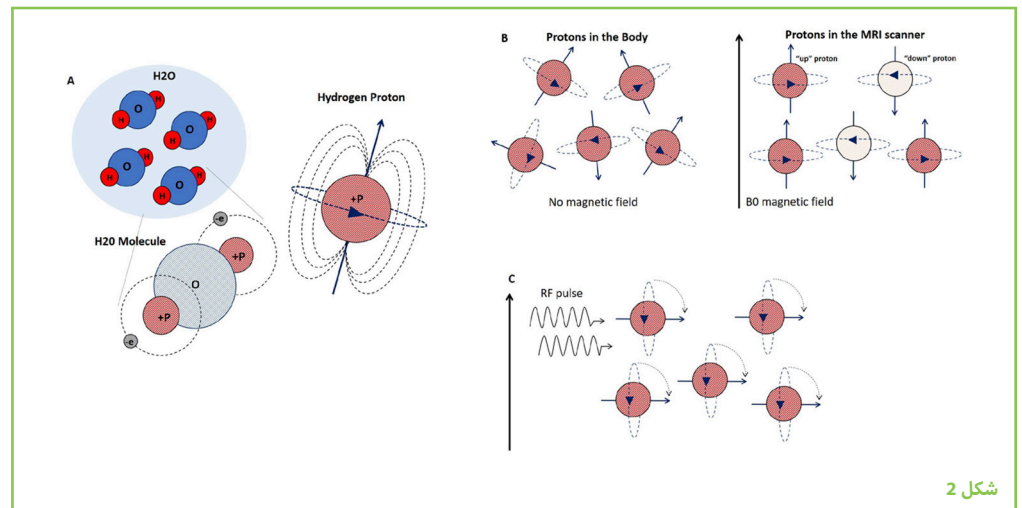 A
H2O
O
H
H
O
H
H
O
H
H
O
H
H
H20 Molecule
-e
+P
O
+P
-e
Hydrogen Proton
+P
B
Protons in the Body
No magnetic field
Protons in the MRI scanner
"up" proton
"down" proton
B0 magnetic field
C
RF pulse
شكل 2